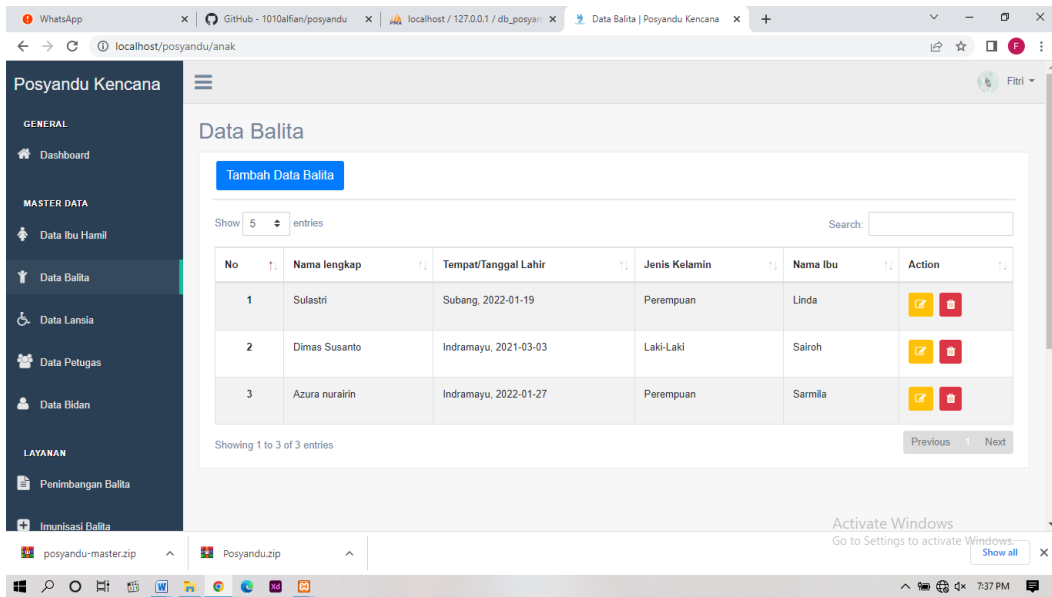 WhatsApp
GitHub - 1010alfian/posyandu
localhost / 127.0.0.1 / db_posyan
Data Balita | Posyandu Kencana
localhost/posyandu/anak
F
Posyandu Kencana
Fitri
GENERAL
Dashboard
MASTER DATA
Data Ibu Hamil
Data Balita
Data Lansia
Data Petugas
Data Bidan
LAYANAN
Penimbangan Balita
Imunisasi Balita
Data Balita
Tambah Data Balita
Show 5 entries
Search:
No Nama lengkap Tempat/Tanggal Lahir Jenis Kelamin Nama Ibu Action
1 Sulastri Subang, 2022-01-19 Perempuan Linda
2 Dimas Susanto Indramayu, 2021-03-03 Laki-Laki Sairoh
3 Azura nurairin Indramayu, 2022-01-27 Perempuan Sarmila
Showing 1 to 3 of 3 entries
Previous 1 Next
Activate Windows
Go to Settings to activate Windows.
posyandu-master.zip
Posyandu.zip
Show all
W
Xd
7:37 PM